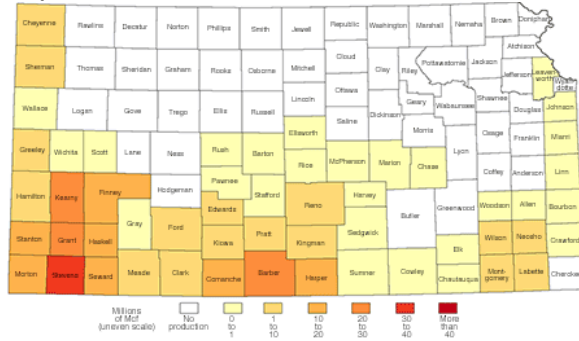 Cheyenne Rawlins Decatur Norton Phillips Smith Jewell Republic Washington Marshall Nemaha Brown Doniphan
Atchison
Sherman Thomas Sheridan Graham Rooks Osborne Mitchell Cloud Clay Riley Pottawatomie Jackson Jefferson Leaven-
worth Wyan-
dotte
Wallace Logan Gove Trego Ellis Russell Lincoln Ottawa Saline Dickinson Geary Wabaunsee Shawnee Douglas Johnson
Ellsworth Morris Osage Franklin Miami
Greeley Wichita Scott Lane Ness Rush Barton Rice McPherson Marion Chase Lyon Coffey Anderson Linn
Hamilton Kearny Finney Hodgeman Pawnee Stafford Reno Harvey Butler Greenwood Woodson Allen Bourbon
Gray Edwards Sedgwick
Stanton Grant Haskell Ford Kiowa Pratt Kingman Elk Wilson Neosho Crawford
Morton Stevens Seward Meade Clark Comanche Barber Harper Sumner Cowley Chautauqua Mont-
gomery Labette Cherokee
Millions
of Mcf
(uneven scale)
No
production
0
to
1
1
to
10
10
to
20
20
to
30
30
to
40
More
than
40